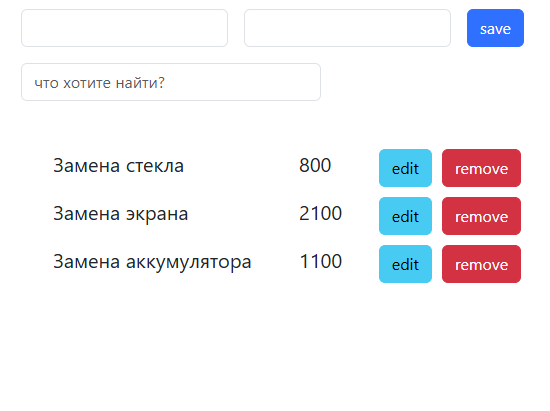 save
что хотите найти?
Замена стекла 800 edit remove
Замена экрана 2100 edit remove
Замена аккумулятора 1100 edit remove